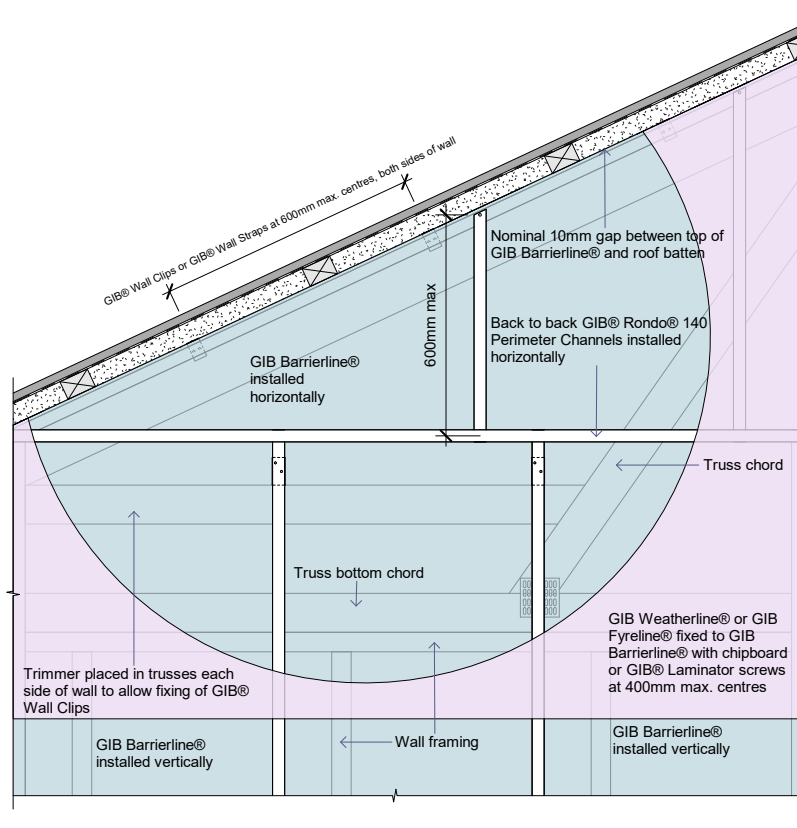 GIB® Wall Clips or GIB® Wall Straps at 600mm max. centres, both sides of wall
Nominal 10mm gap between top of
GIB Barrierline® and roof batten
600mm max
Back to back GIB® Rondo® 140
Perimeter Channels installed
horizontally
GIB Barrierline®
installed
horizontally
Truss chord
Truss bottom chord
GIB Weatherline® or GIB
Fyreline® fixed to GIB
Barrierline® with chipboard
or GIB® Laminator screws
at 400mm max. centres
Trimmer placed in trusses each
side of wall to allow fixing of GIB®
Wall Clips
GIB Barrierline®
installed vertically
Wall framing
GIB Barrierline®
installed vertically